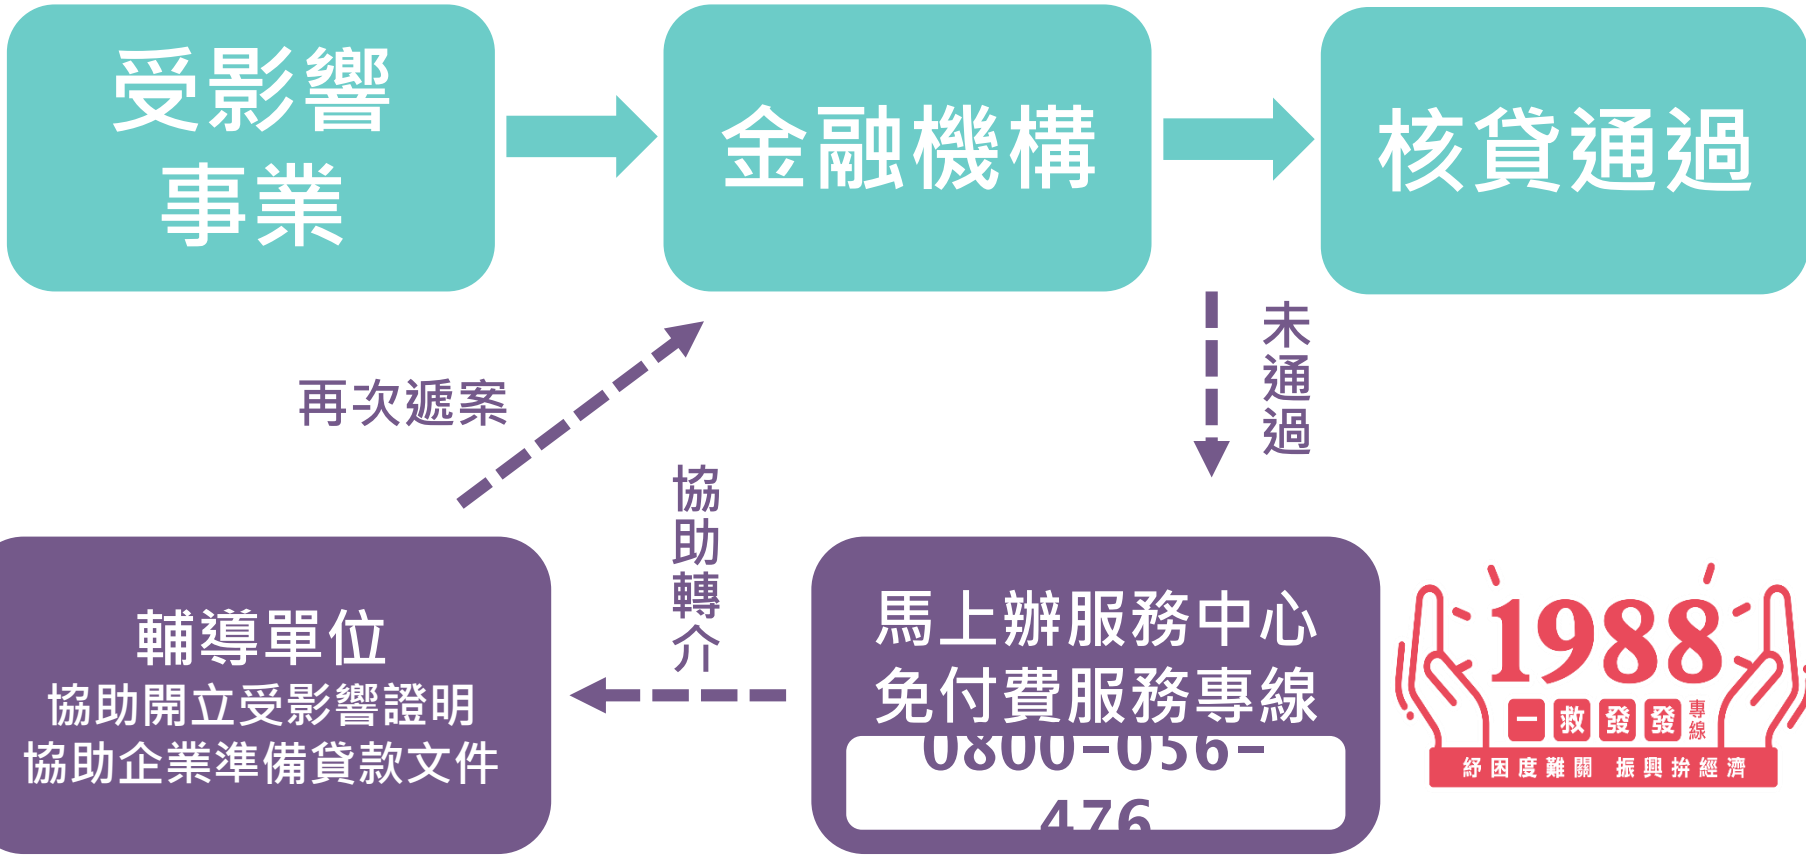 受影響
事業
金融機構
核貸通過
未通過
再次遞案
協助轉介
輔導單位
協助開立受影響證明
協助企業準備貸款文件
馬上辦服務中心
免付費服務專線
0800-056-
476
1988
一救發發
專線
紓困度難關 振興拚經濟